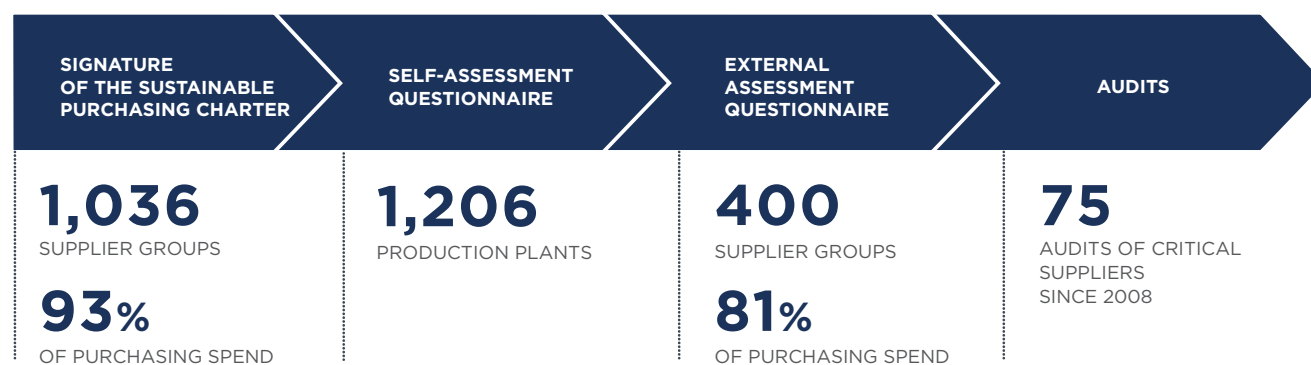 SIGNATURE
OF THE SUSTAINABLE
PURCHASING CHARTER
SELF-ASSESSMENT
QUESTIONNAIRE
EXTERNAL
ASSESSMENT
QUESTIONNAIRE
AUDITS
1,036
SUPPLIER GROUPS
93%
OF PURCHASING SPEND
1,206
PRODUCTION PLANTS
400
SUPPLIER GROUPS
81%
OF PURCHASING SPEND
75
AUDITS OF CRITICAL
SUPPLIERS
SINCE 2008